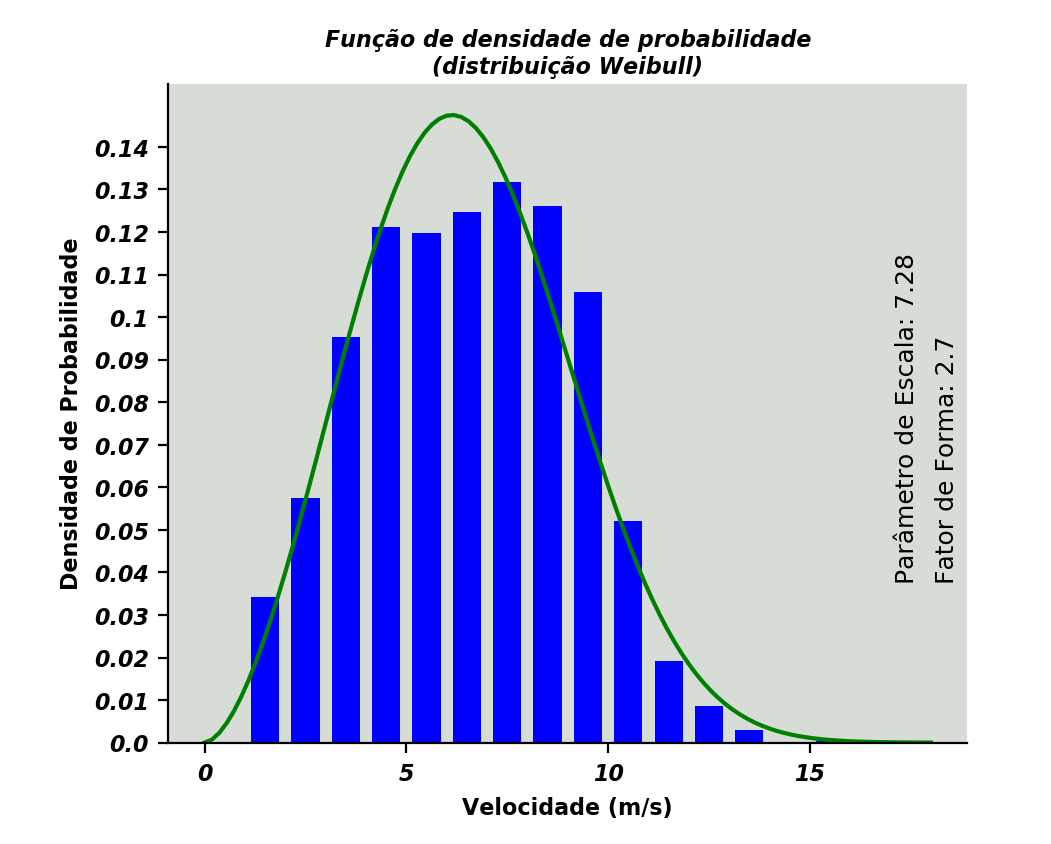 Função de densidade de probabilidade
(distribuição Weibull)
Densidade de Probabilidade
0.14
0.13
0.12
0.11
0.1
0.09
0.08
0.07
0.06
0.05
0.04
0.03
0.02
0.01
0.0
Parâmetro de Escala: 7.28
Fator de Forma: 2.7
0 5 10 15
Velocidade (m/s)